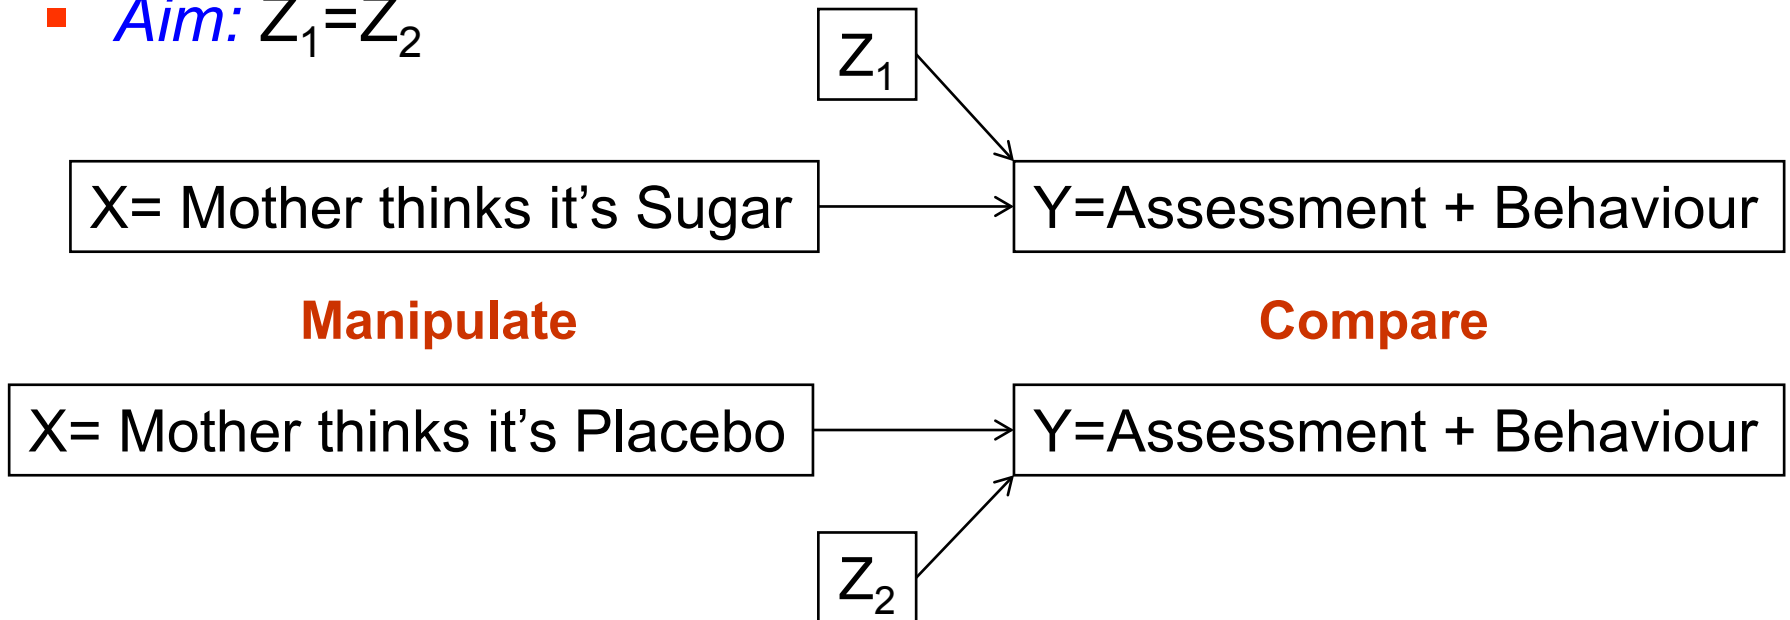 Aim: Z₁=Z₂
Z₁
X= Mother thinks it’s Sugar
Y=Assessment + Behaviour
Manipulate
Compare
X= Mother thinks it’s Placebo
Y=Assessment + Behaviour
Z₂